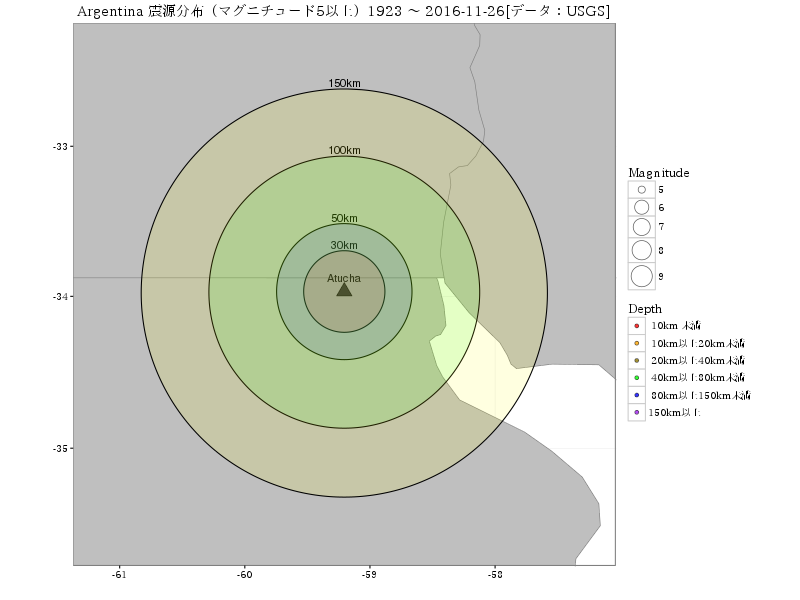 Argentina 震源分布（マグニチュード5以上）1923 ～ 2016-11-26[データ：USGS]
150km
100km
50km
30km
Atucha
-33
-34
-35
-61
-60
-59
-58
Magnitude
5
6
7
8
9
Depth
10km 未満
10km以上20km未満
20km以上40km未満
40km以上80km未満
80km以上150km未満
150km以上